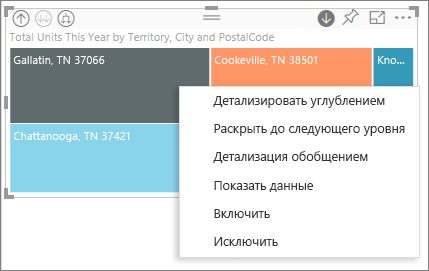 Total Units This Year by Territory, City and PostalCode
Gallatin, TN 37066
Cookeville, TN 38501
Kno...
Chattanooga, TN 37421
Детализировать углублением
Раскрыть до следующего уровня
Детализация обобщением
Показать данные
Включить
Исключить